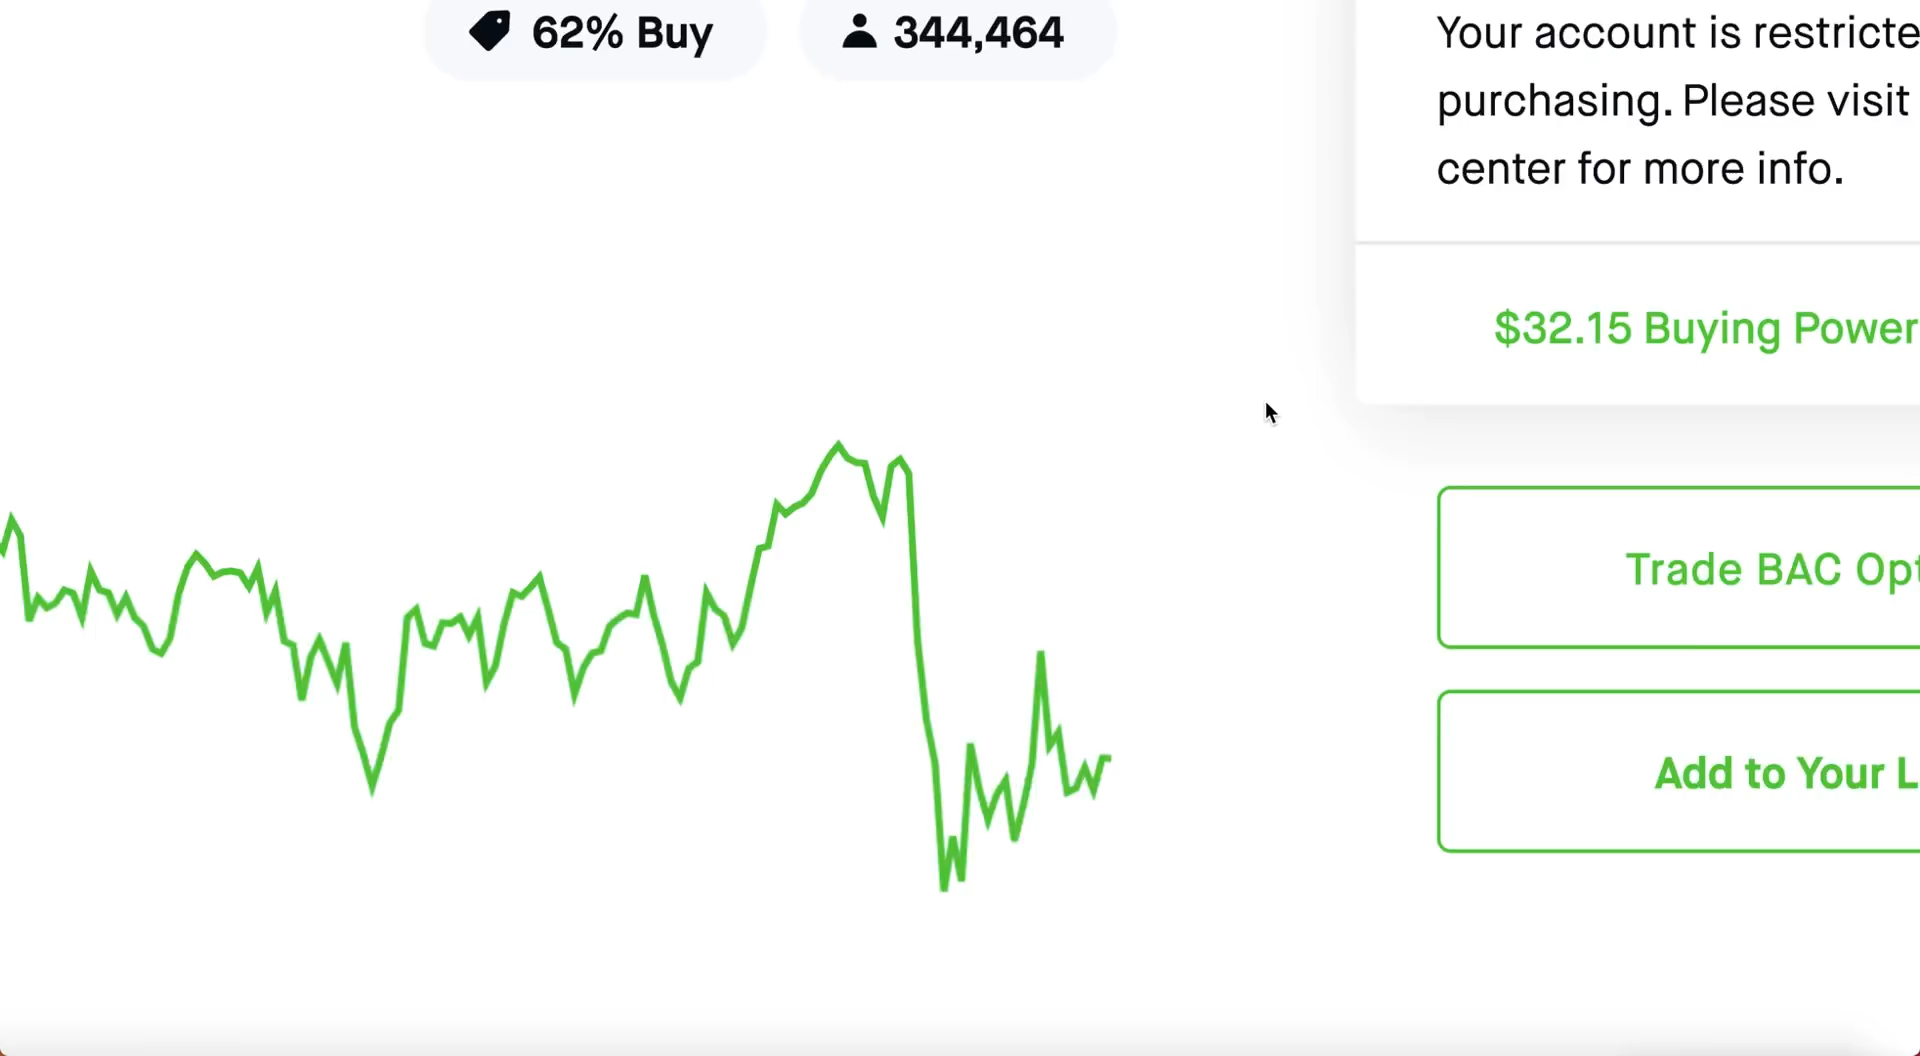 62% Buy
344,464
Your account is restricte
purchasing. Please visit
center for more info.
$32.15 Buying Power
Trade BAC Opt
Add to Your L